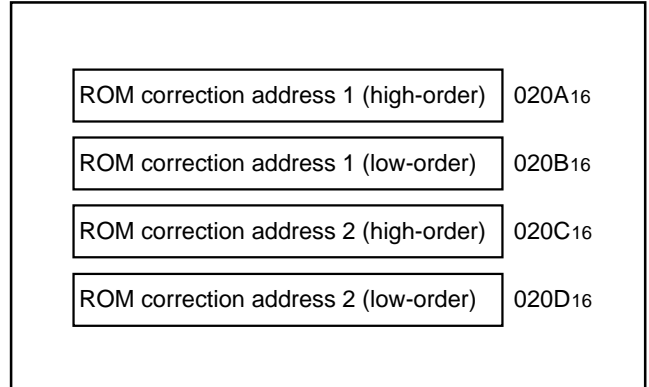 ROM correction address 1 (high-order) 020A16
ROM correction address 1 (low-order) 020B16
ROM correction address 2 (high-order) 020C16
ROM correction address 2 (low-order) 020D16